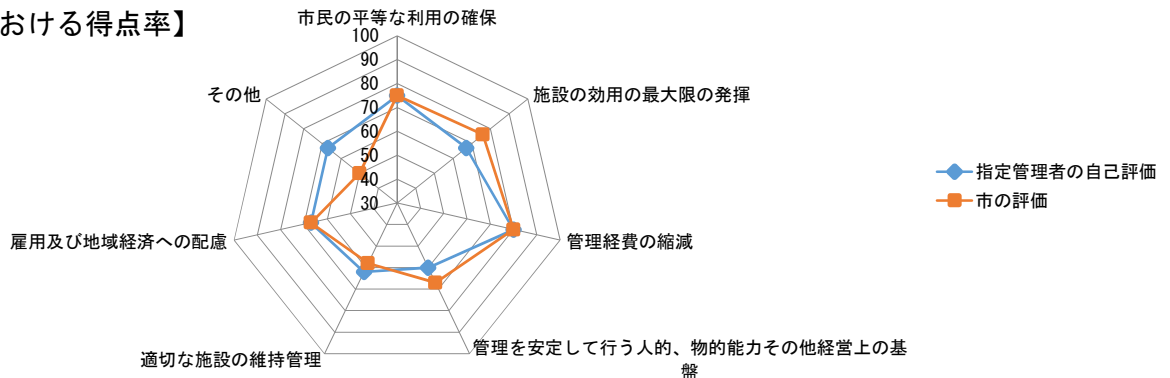 おける得点率】
市民の平等な利用の確保
100
90
80
70
60
50
40
30
その他
施設の効用の最大限の発揮
指定管理者の自己評価
市の評価
雇用及び地域経済への配慮
管理経費の縮減
適切な施設の維持管理
管理を安定して行う人的、物的能力その他経営上の基
盤